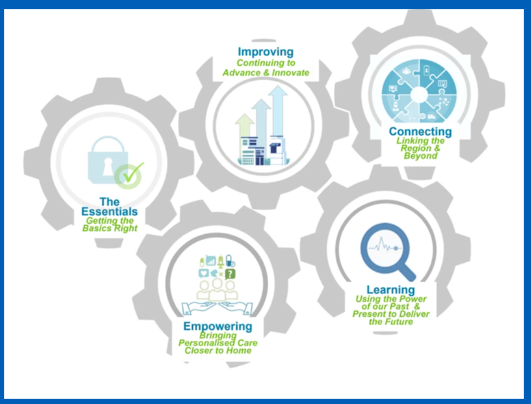 Improving
Continuing to
Advance & Innovate
Connecting
Linking the
Region &
Beyond
The
Essentials
Getting the
Basics Right
Empowering
Bringing
Personalised Care
Closer to Home
Learning
Using the Power
of our Past &
Present to Deliver
the Future
?